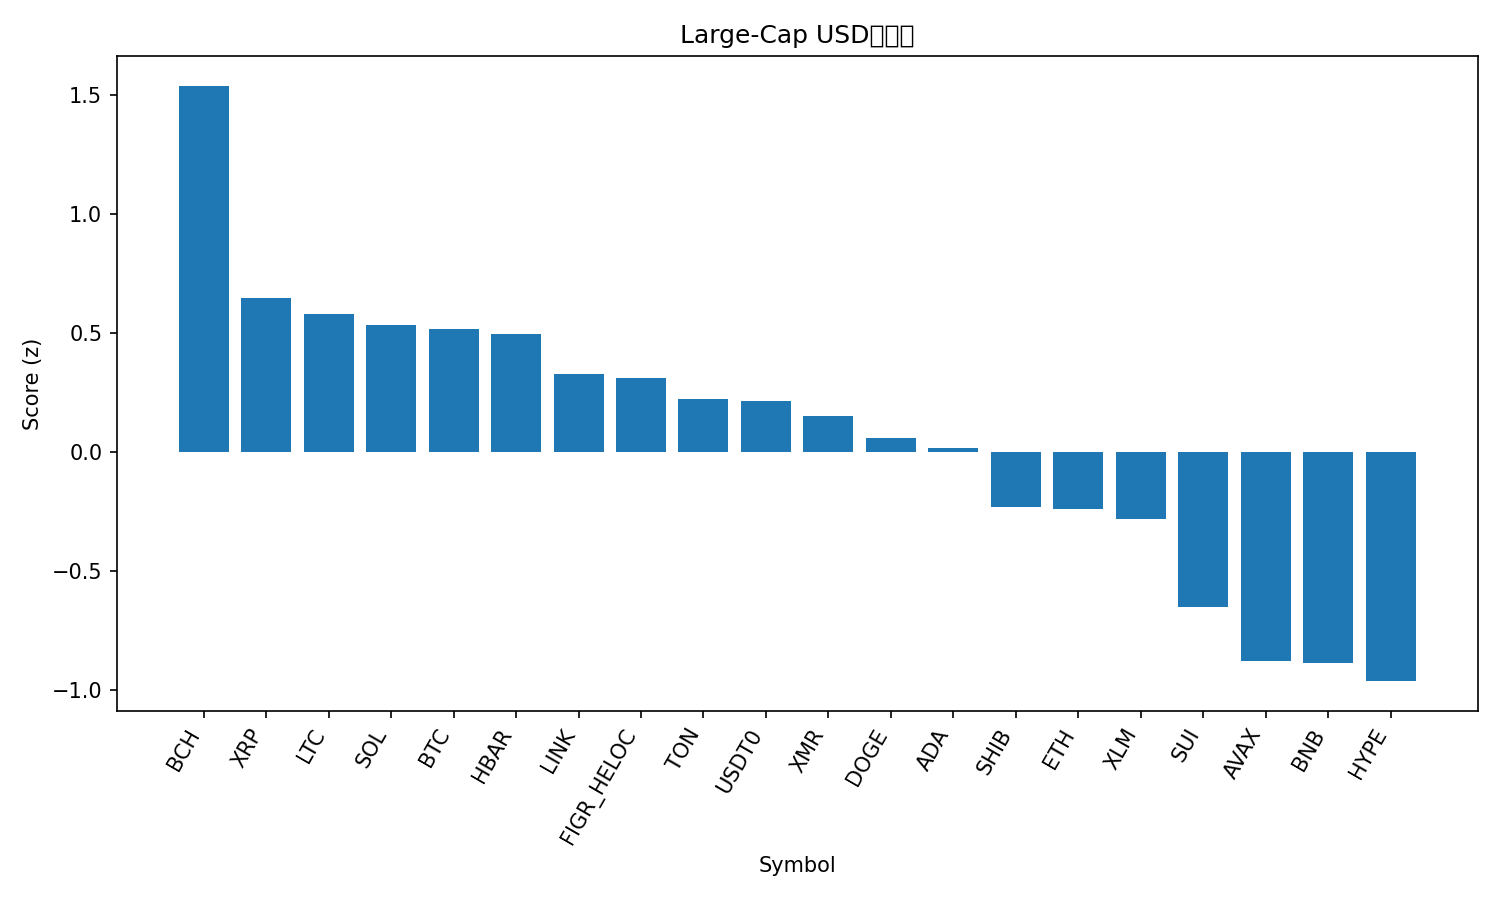 Large-Cap USD
Score (z)
1.5
1.0
0.5
0.0
−0.5
−1.0
BCH
XRP
LTC
SOL
BTC
HBAR
LINK
FIGR_HELOC
TON
USDT0
XMR
DOGE
ADA
SHIB
ETH
XLM
SUI
AVAX
BNB
HYPE
Symbol